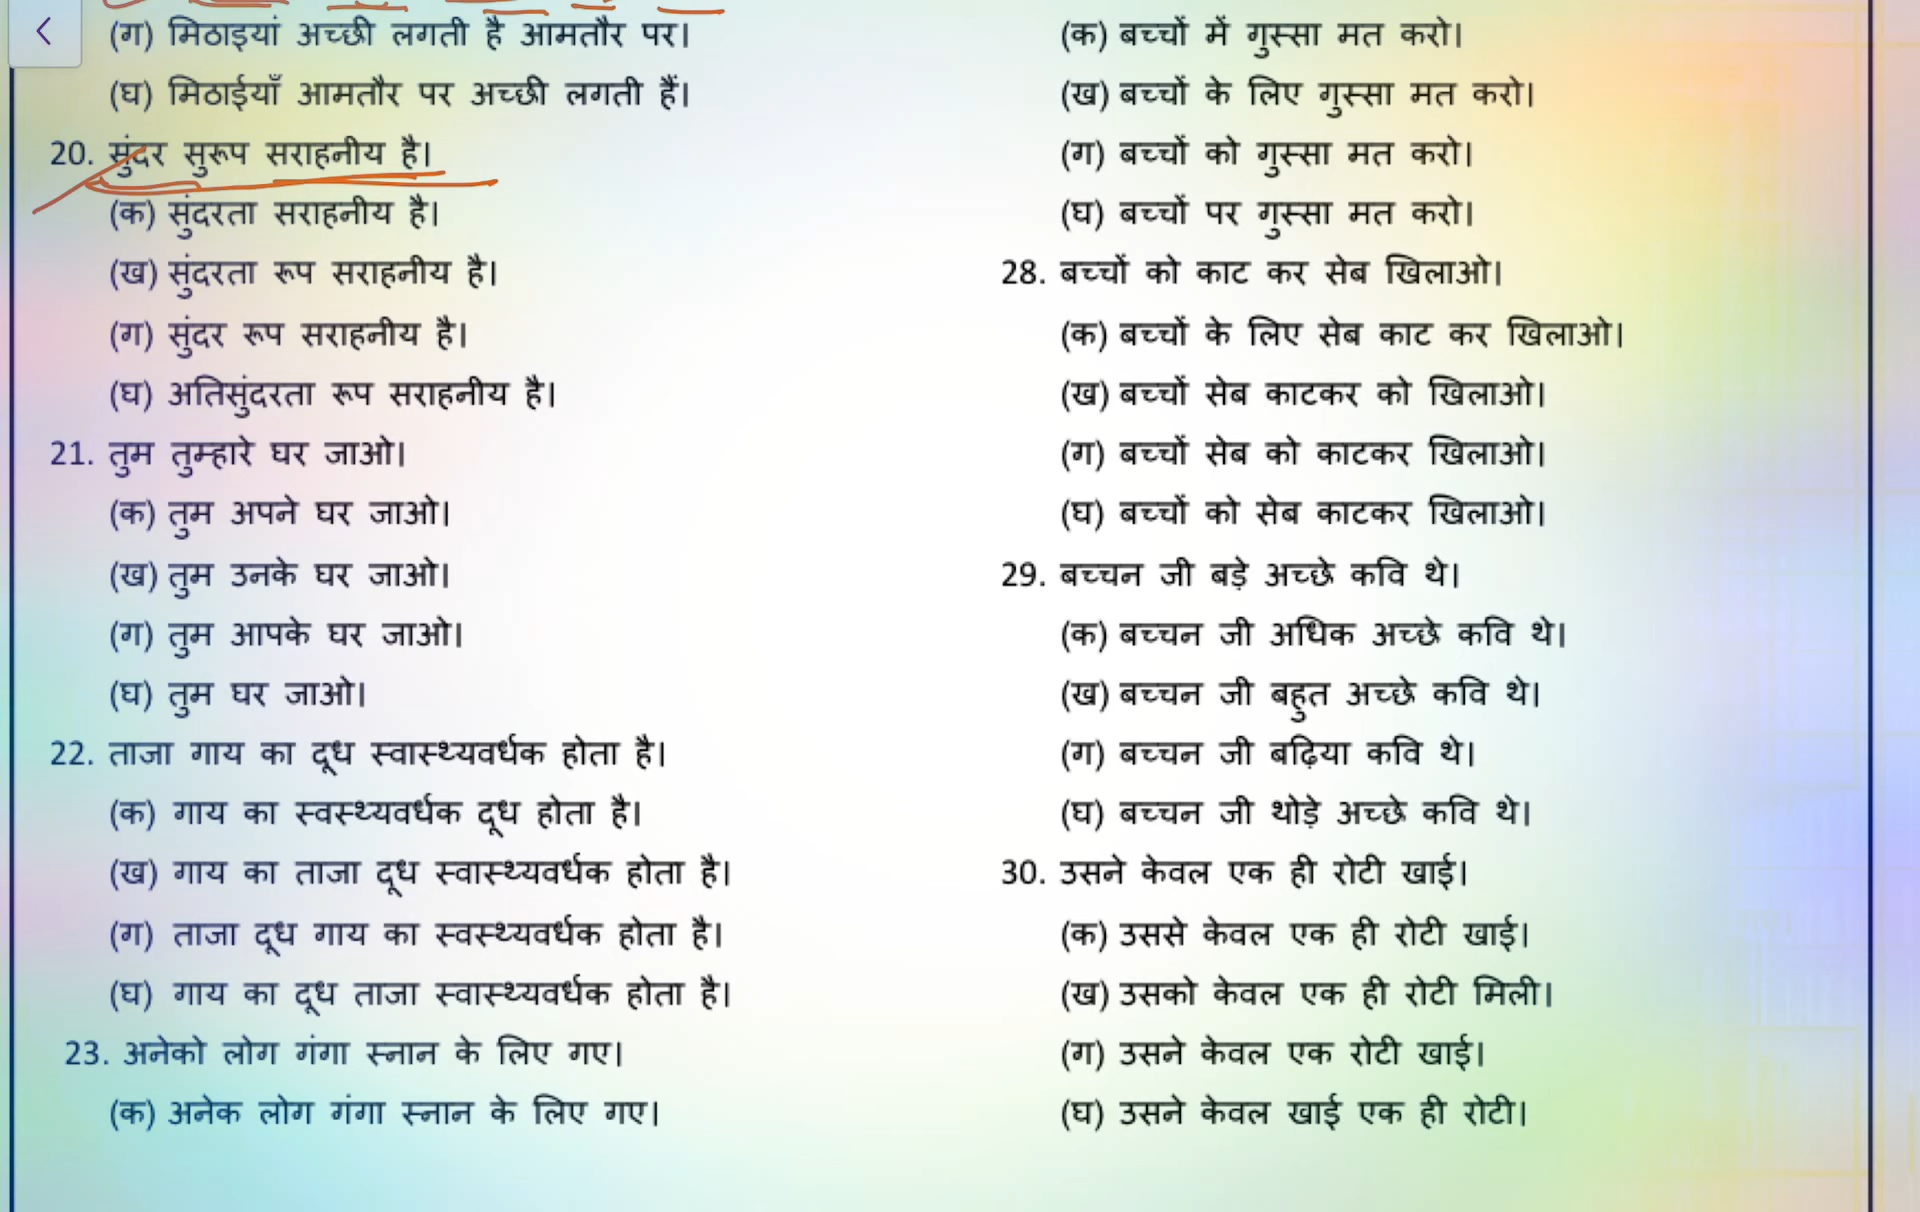 (ग) मिठाइयां अच्छी लगती है आमतौर पर।
(घ) मिठाईयाँ आमतौर पर अच्छी लगती हैं।
20. सुंदर सुरूप सराहनीय है।
(क) सुंदरता सराहनीय है।
(ख) सुंदरता रूप सराहनीय है।
(ग) सुंदर रूप सराहनीय है।
(घ) अतिसुंदरता रूप सराहनीय है।
21. तुम तुम्हारे घर जाओ।
(क) तुम अपने घर जाओ।
(ख) तुम उनके घर जाओ।
(ग) तुम आपके घर जाओ।
(घ) तुम घर जाओ।
22. ताजा गाय का दूध स्वास्थ्यवर्धक होता है।
(क) गाय का स्वस्थ्यवर्धक दूध होता है।
(ख) गाय का ताजा दूध स्वास्थ्यवर्धक होता है।
(ग) ताजा दूध गाय का स्वस्थ्यवर्धक होता है।
(घ) गाय का दूध ताजा स्वास्थ्यवर्धक होता है।
23. अनेको लोग गंगा स्नान के लिए गए।
(क) अनेक लोग गंगा स्नान के लिए गए।
(क) बच्चों में गुस्सा मत करो।
(ख) बच्चों के लिए गुस्सा मत करो।
(ग) बच्चों को गुस्सा मत करो।
(घ) बच्चों पर गुस्सा मत करो।
28. बच्चों को काट कर सेब खिलाओ।
(क) बच्चों के लिए सेब काट कर खिलाओ।
(ख) बच्चों सेब काटकर को खिलाओ।
(ग) बच्चों सेब को काटकर खिलाओ।
(घ) बच्चों को सेब काटकर खिलाओ।
29. बच्चन जी बड़े अच्छे कवि थे।
(क) बच्चन जी अधिक अच्छे कवि थे।
(ख) बच्चन जी बहुत अच्छे कवि थे।
(ग) बच्चन जी बढ़िया कवि थे।
(घ) बच्चन जी थोड़े अच्छे कवि थे।
30. उसने केवल एक ही रोटी खाई।
(क) उससे केवल एक ही रोटी खाई।
(ख) उसको केवल एक ही रोटी मिली।
(ग) उसने केवल एक रोटी खाई।
(घ) उसने केवल खाई एक ही रोटी।